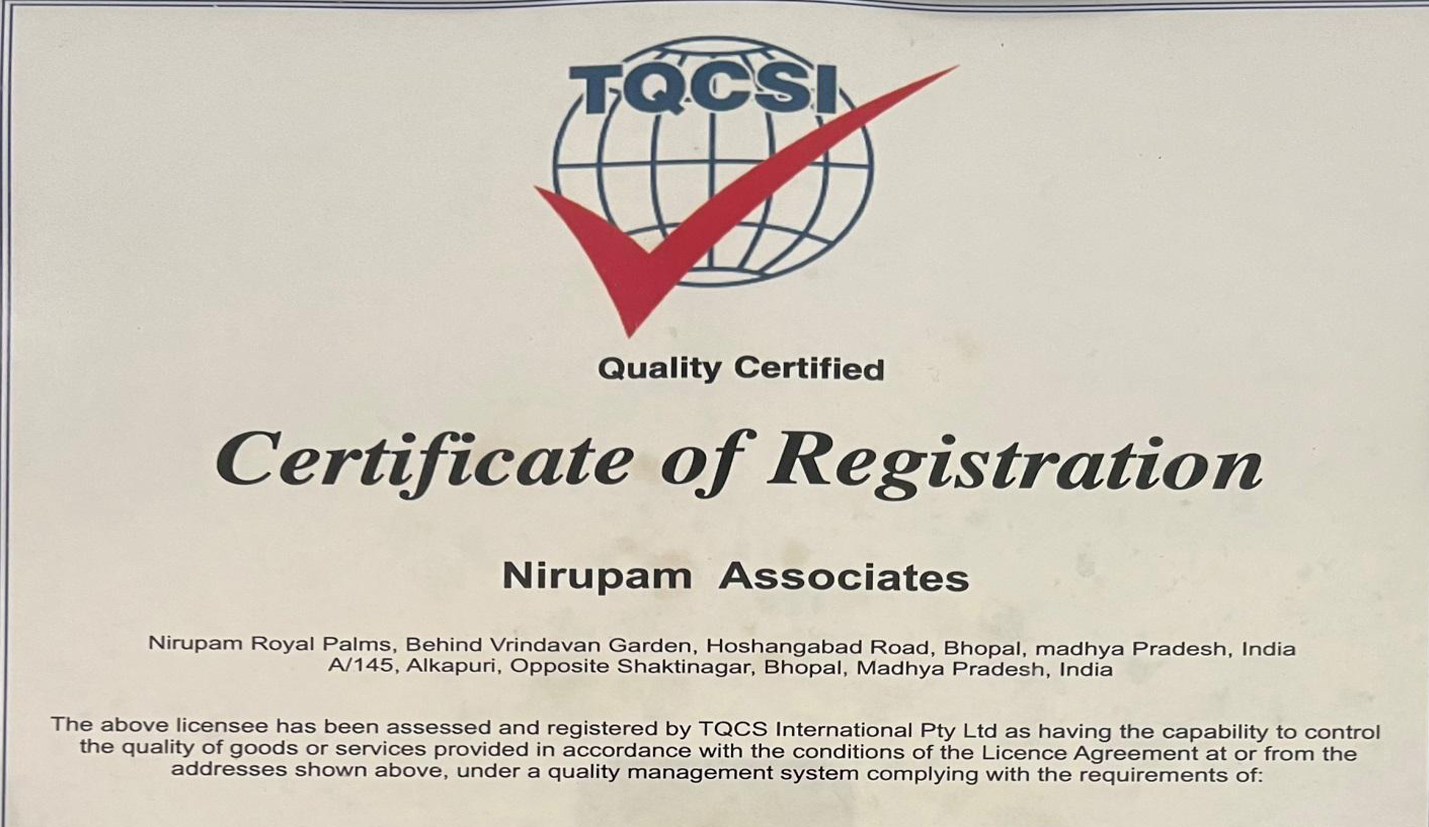 TQCSI
Quality Certified
Certificate of Registration
Nirupam Associates
Nirupam Royal Palms, Behind Vrindavan Garden, Hoshangabad Road, Bhopal, madhya Pradesh, India
A/145, Alkapuri, Opposite Shaktinagar, Bhopal, Madhya Pradesh, India
The above licensee has been assessed and registered by TQCS International Pty Ltd as having the capability to control
the quality of goods or services provided in accordance with the conditions of the Licence Agreement at or from the
addresses shown above, under a quality management system complying with the requirements of: